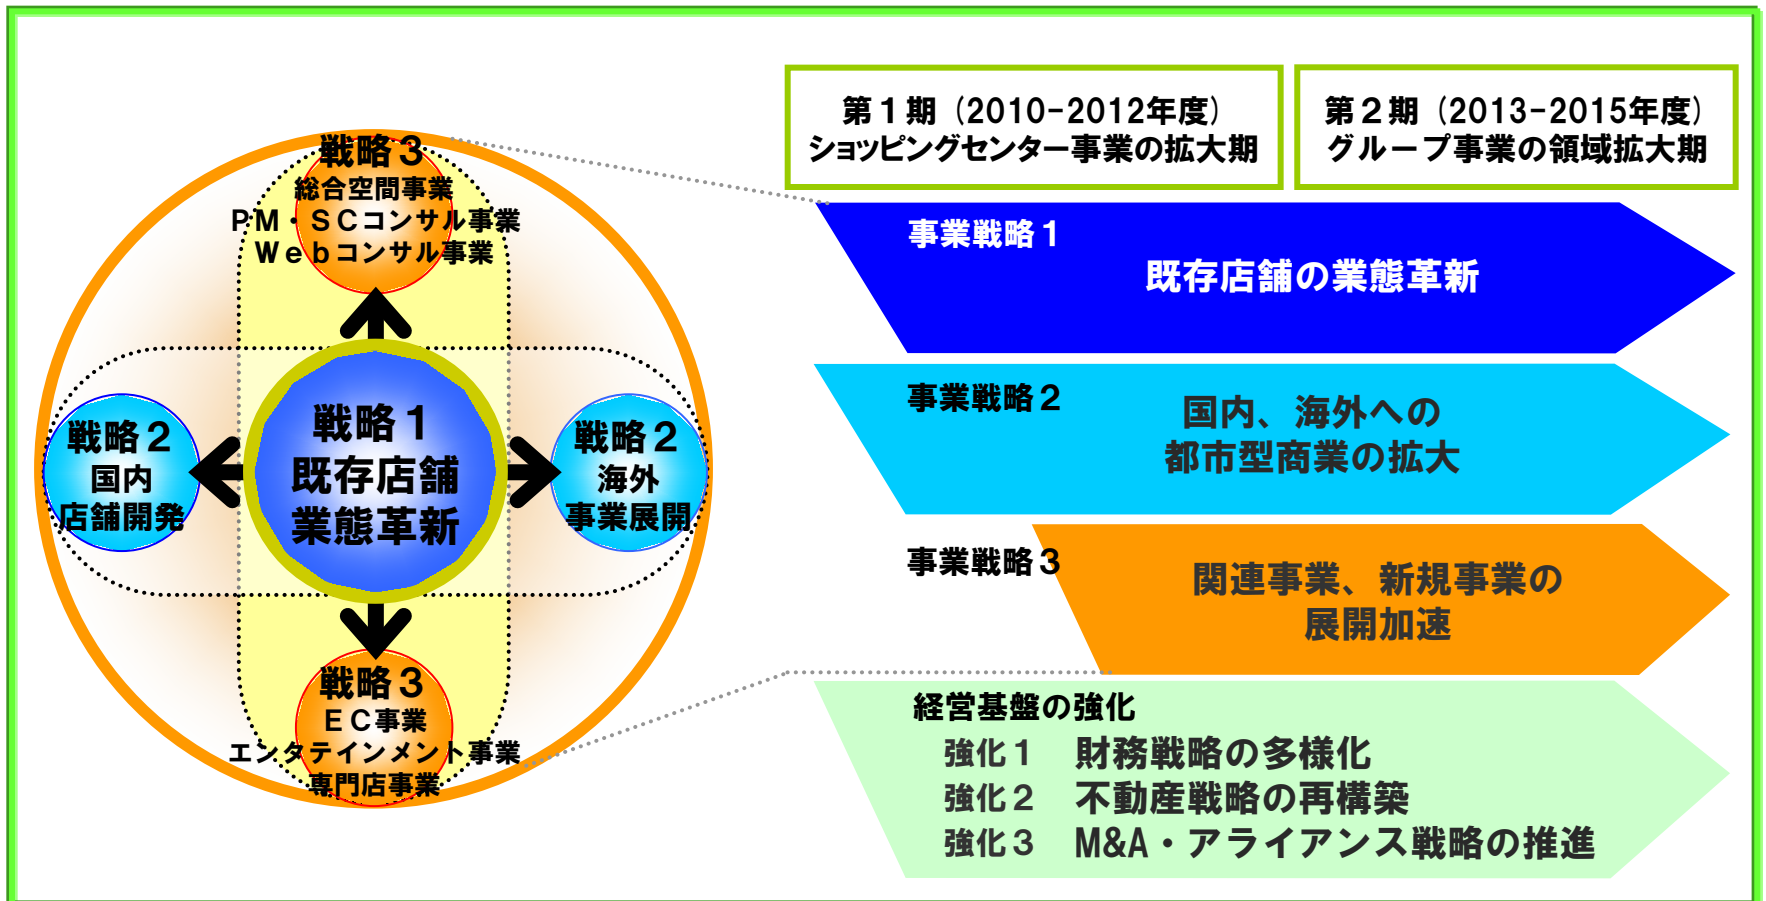 戦略３
総合空間事業
ＰＭ・ＳＣコンサル事業
Ｗｅｂコンサル事業
戦略２
国内
店舗開発
戦略１
既存店舗
業態革新
戦略２
海外
事業展開
戦略３
ＥＣ事業
エンタテインメント事業
専門店事業
第１期（2010-2012年度）
ショッピングセンター事業の拡大期
第２期（2013-2015年度）
グループ事業の領域拡大期
事業戦略１
既存店舗の業態革新
事業戦略２
国内、海外への
都市型商業の拡大
事業戦略３
関連事業、新規事業の
展開加速
経営基盤の強化
強化１　財務戦略の多様化
強化２　不動産戦略の再構築
強化３　M&A・アライアンス戦略の推進